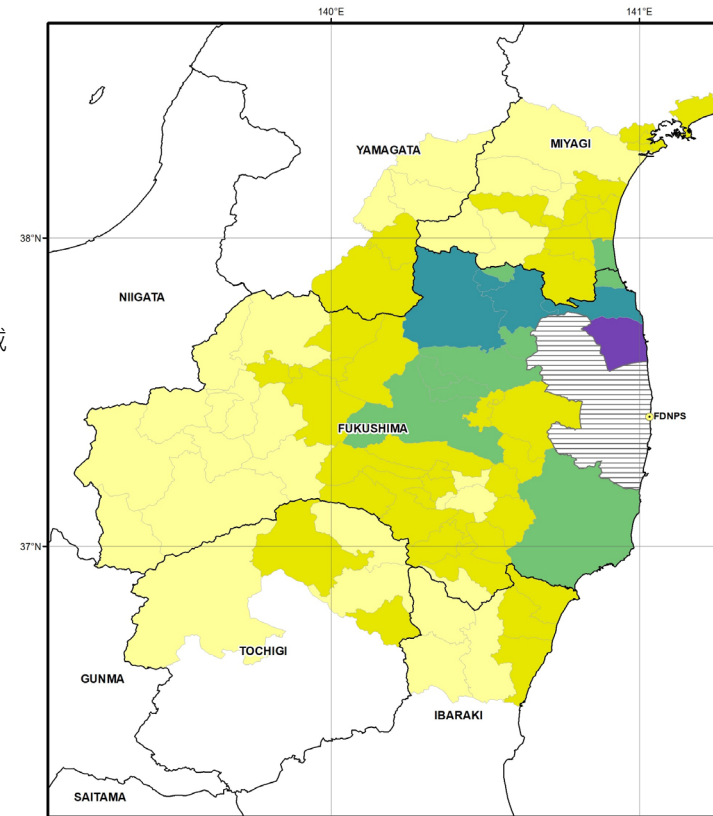 140°E 141°E
YAMAGATA
MIYAGI
38°N
NIIGATA
FDNPS
FUKUSHIMA
37°N
TOCHIGI
GUNMA
IBARAKI
SAITAMA